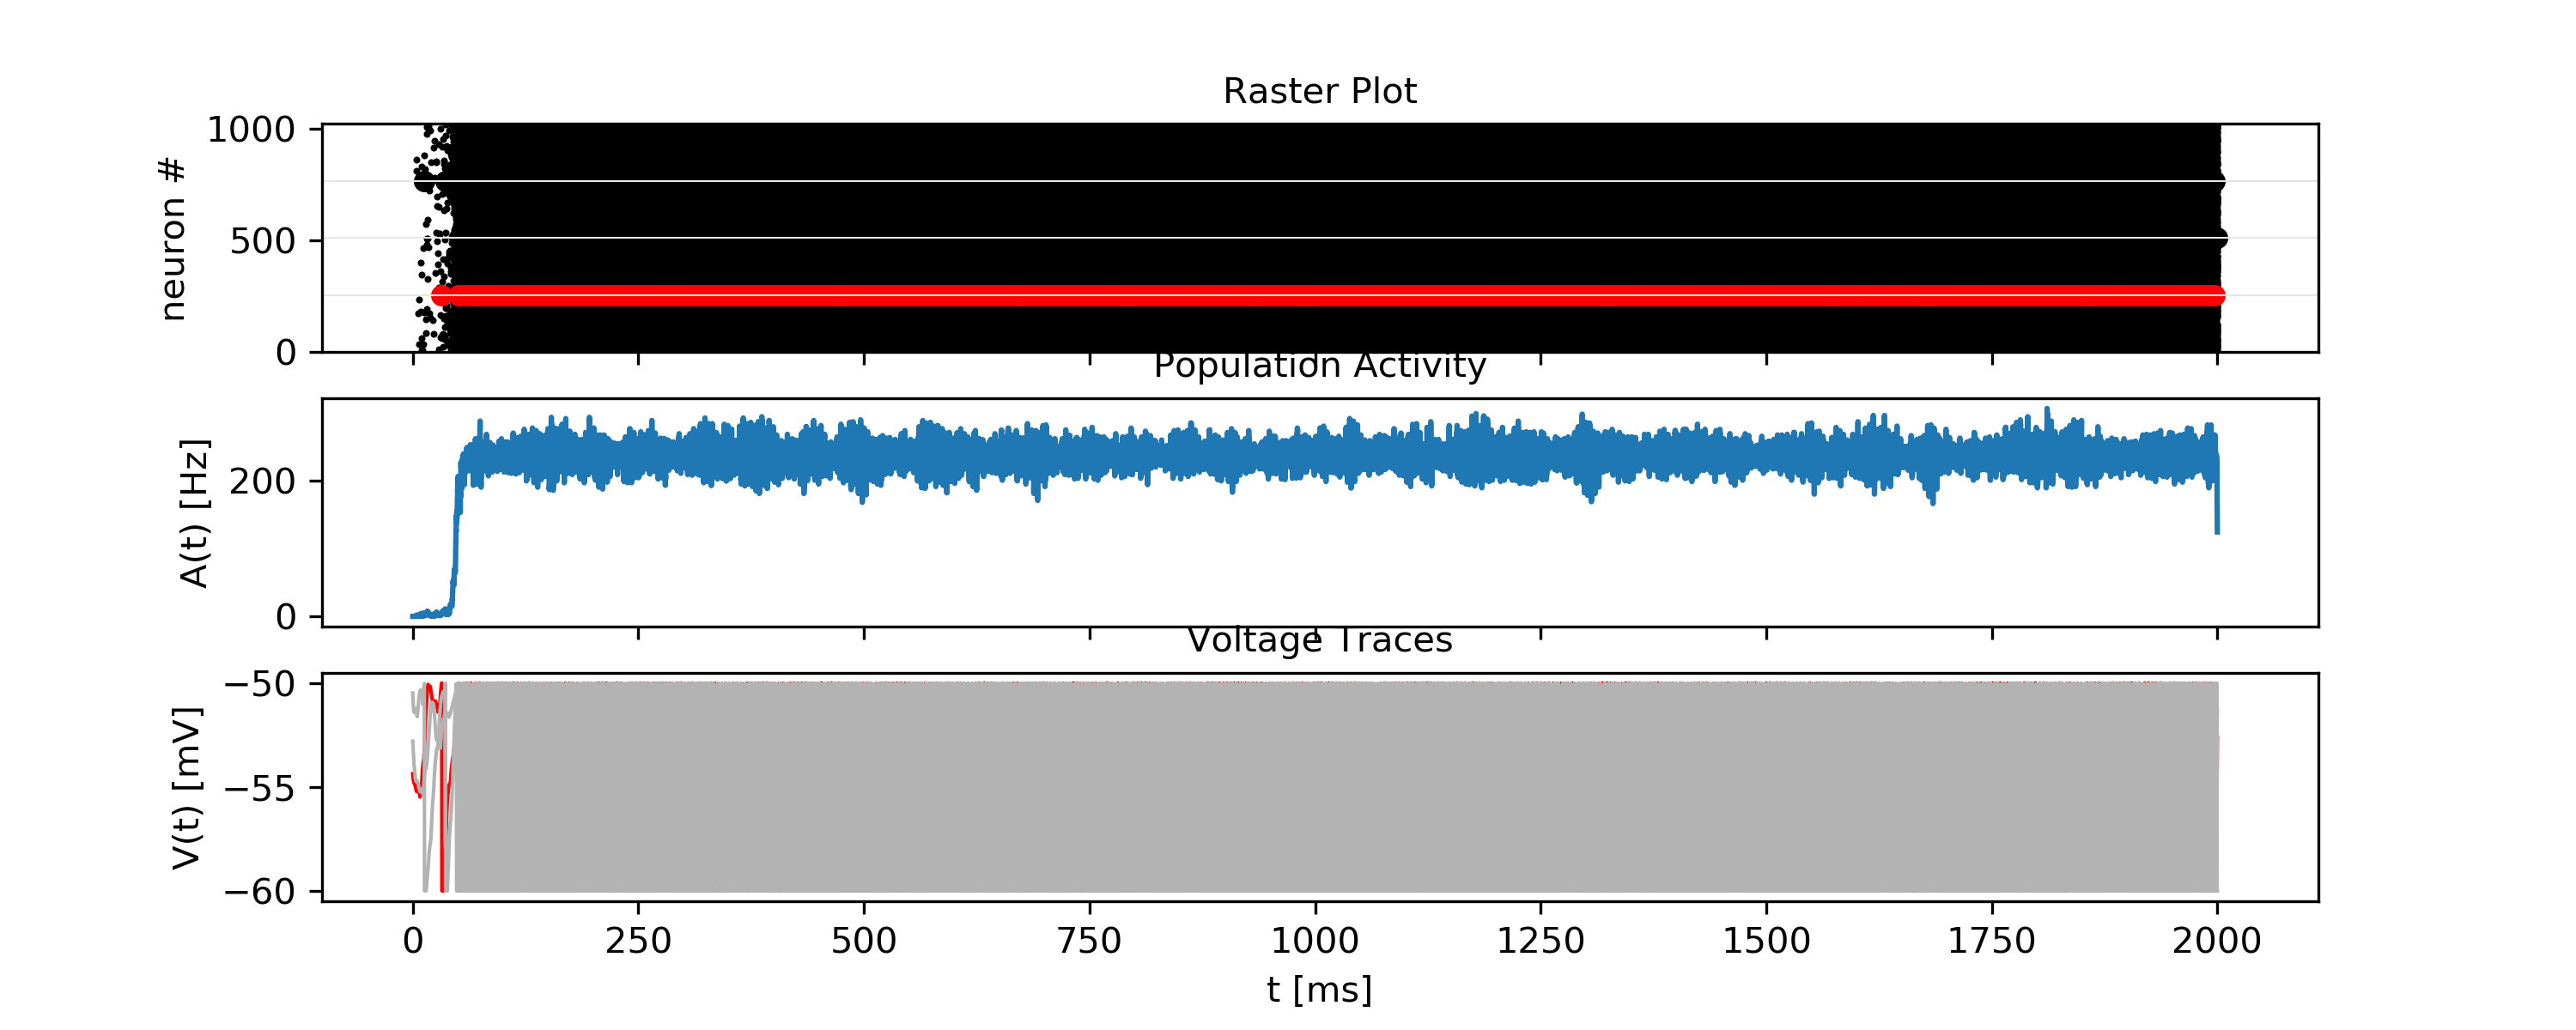 Raster Plot
1000
500
0
neuron #
Population Activity
200
0
A(t) [Hz]
Voltage Traces
−50
−55
−60
V(t) [mV]
0 250 500 750 1000 1250 1500 1750 2000
t [ms]